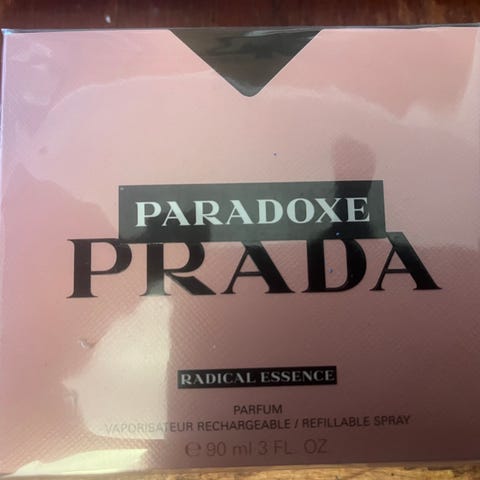 PARADOXE
PRADA
RADICAL ESSENCE
PARFUM
VAPORISATEUR RECHARGEABLE / REFILLABLE SPRAY
℮ 90 ml 3 FL. OZ